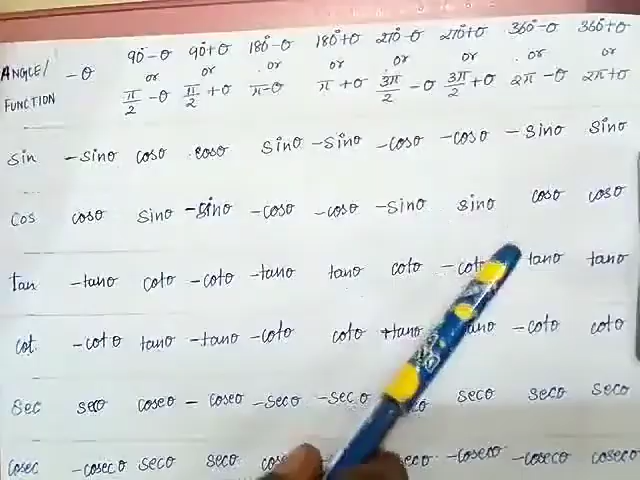 ANGLE/ FUNCTION -θ 90°-θ or π/2 -θ 90°+θ or π/2 +θ 180°-θ or π-θ 180°+θ or π+θ 270°-θ or 3π/2 -θ 270°+θ or 3π/2 +θ 360°-θ or 2π-θ 360°+θ or 2π+θ
Sin -sinθ cosθ cosθ sinθ -sinθ -cosθ -cosθ -sinθ sinθ
Cos cosθ sinθ -sinθ -cosθ -cosθ -sinθ sinθ cosθ cosθ
tan -tanθ cotθ -cotθ -tanθ tanθ cotθ tanθ tanθ
cot. -cotθ tanθ -tanθ -cotθ cotθ +tanθ -cotθ cotθ
Sec secθ cosecθ -cosecθ -secθ -secθ secθ secθ secθ
Cosec -cosecθ secθ secθ -cosecθ -cosecθ cosecθ